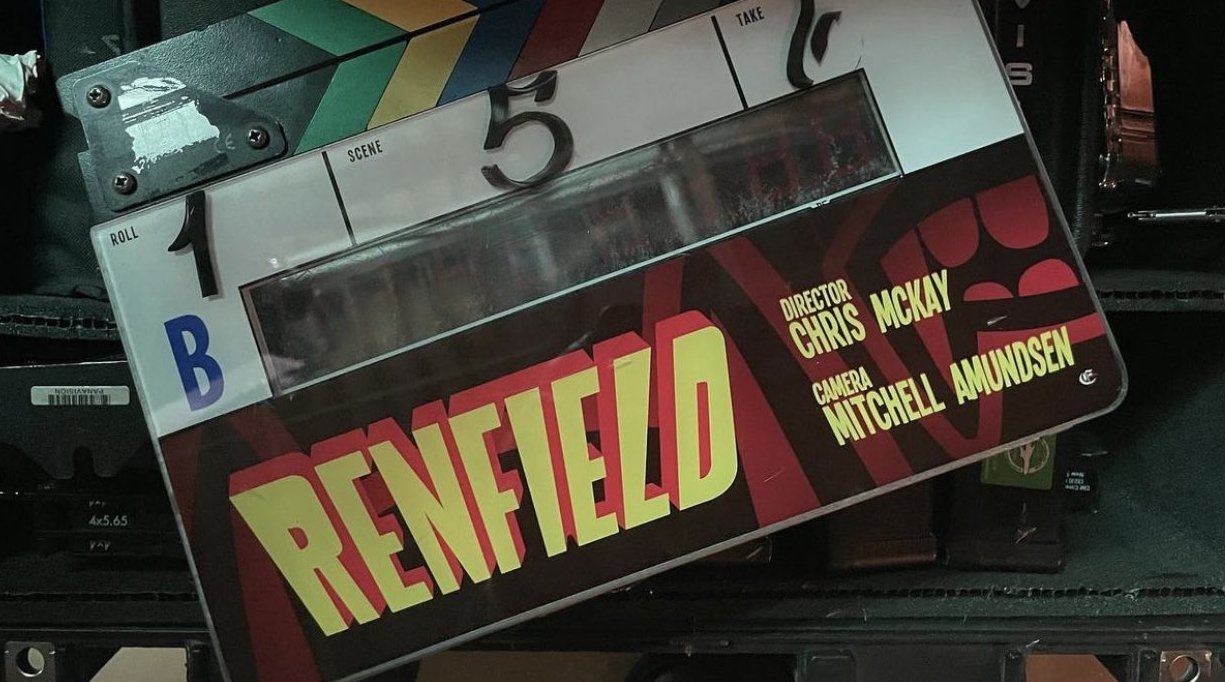 TAKE
SCENE
5
ROLL
1
B
RENFIELD
DIRECTOR
CHRIS MCKAY
CAMERA
MITCHELL AMUNDSEN
PANAVISION
4x5.65